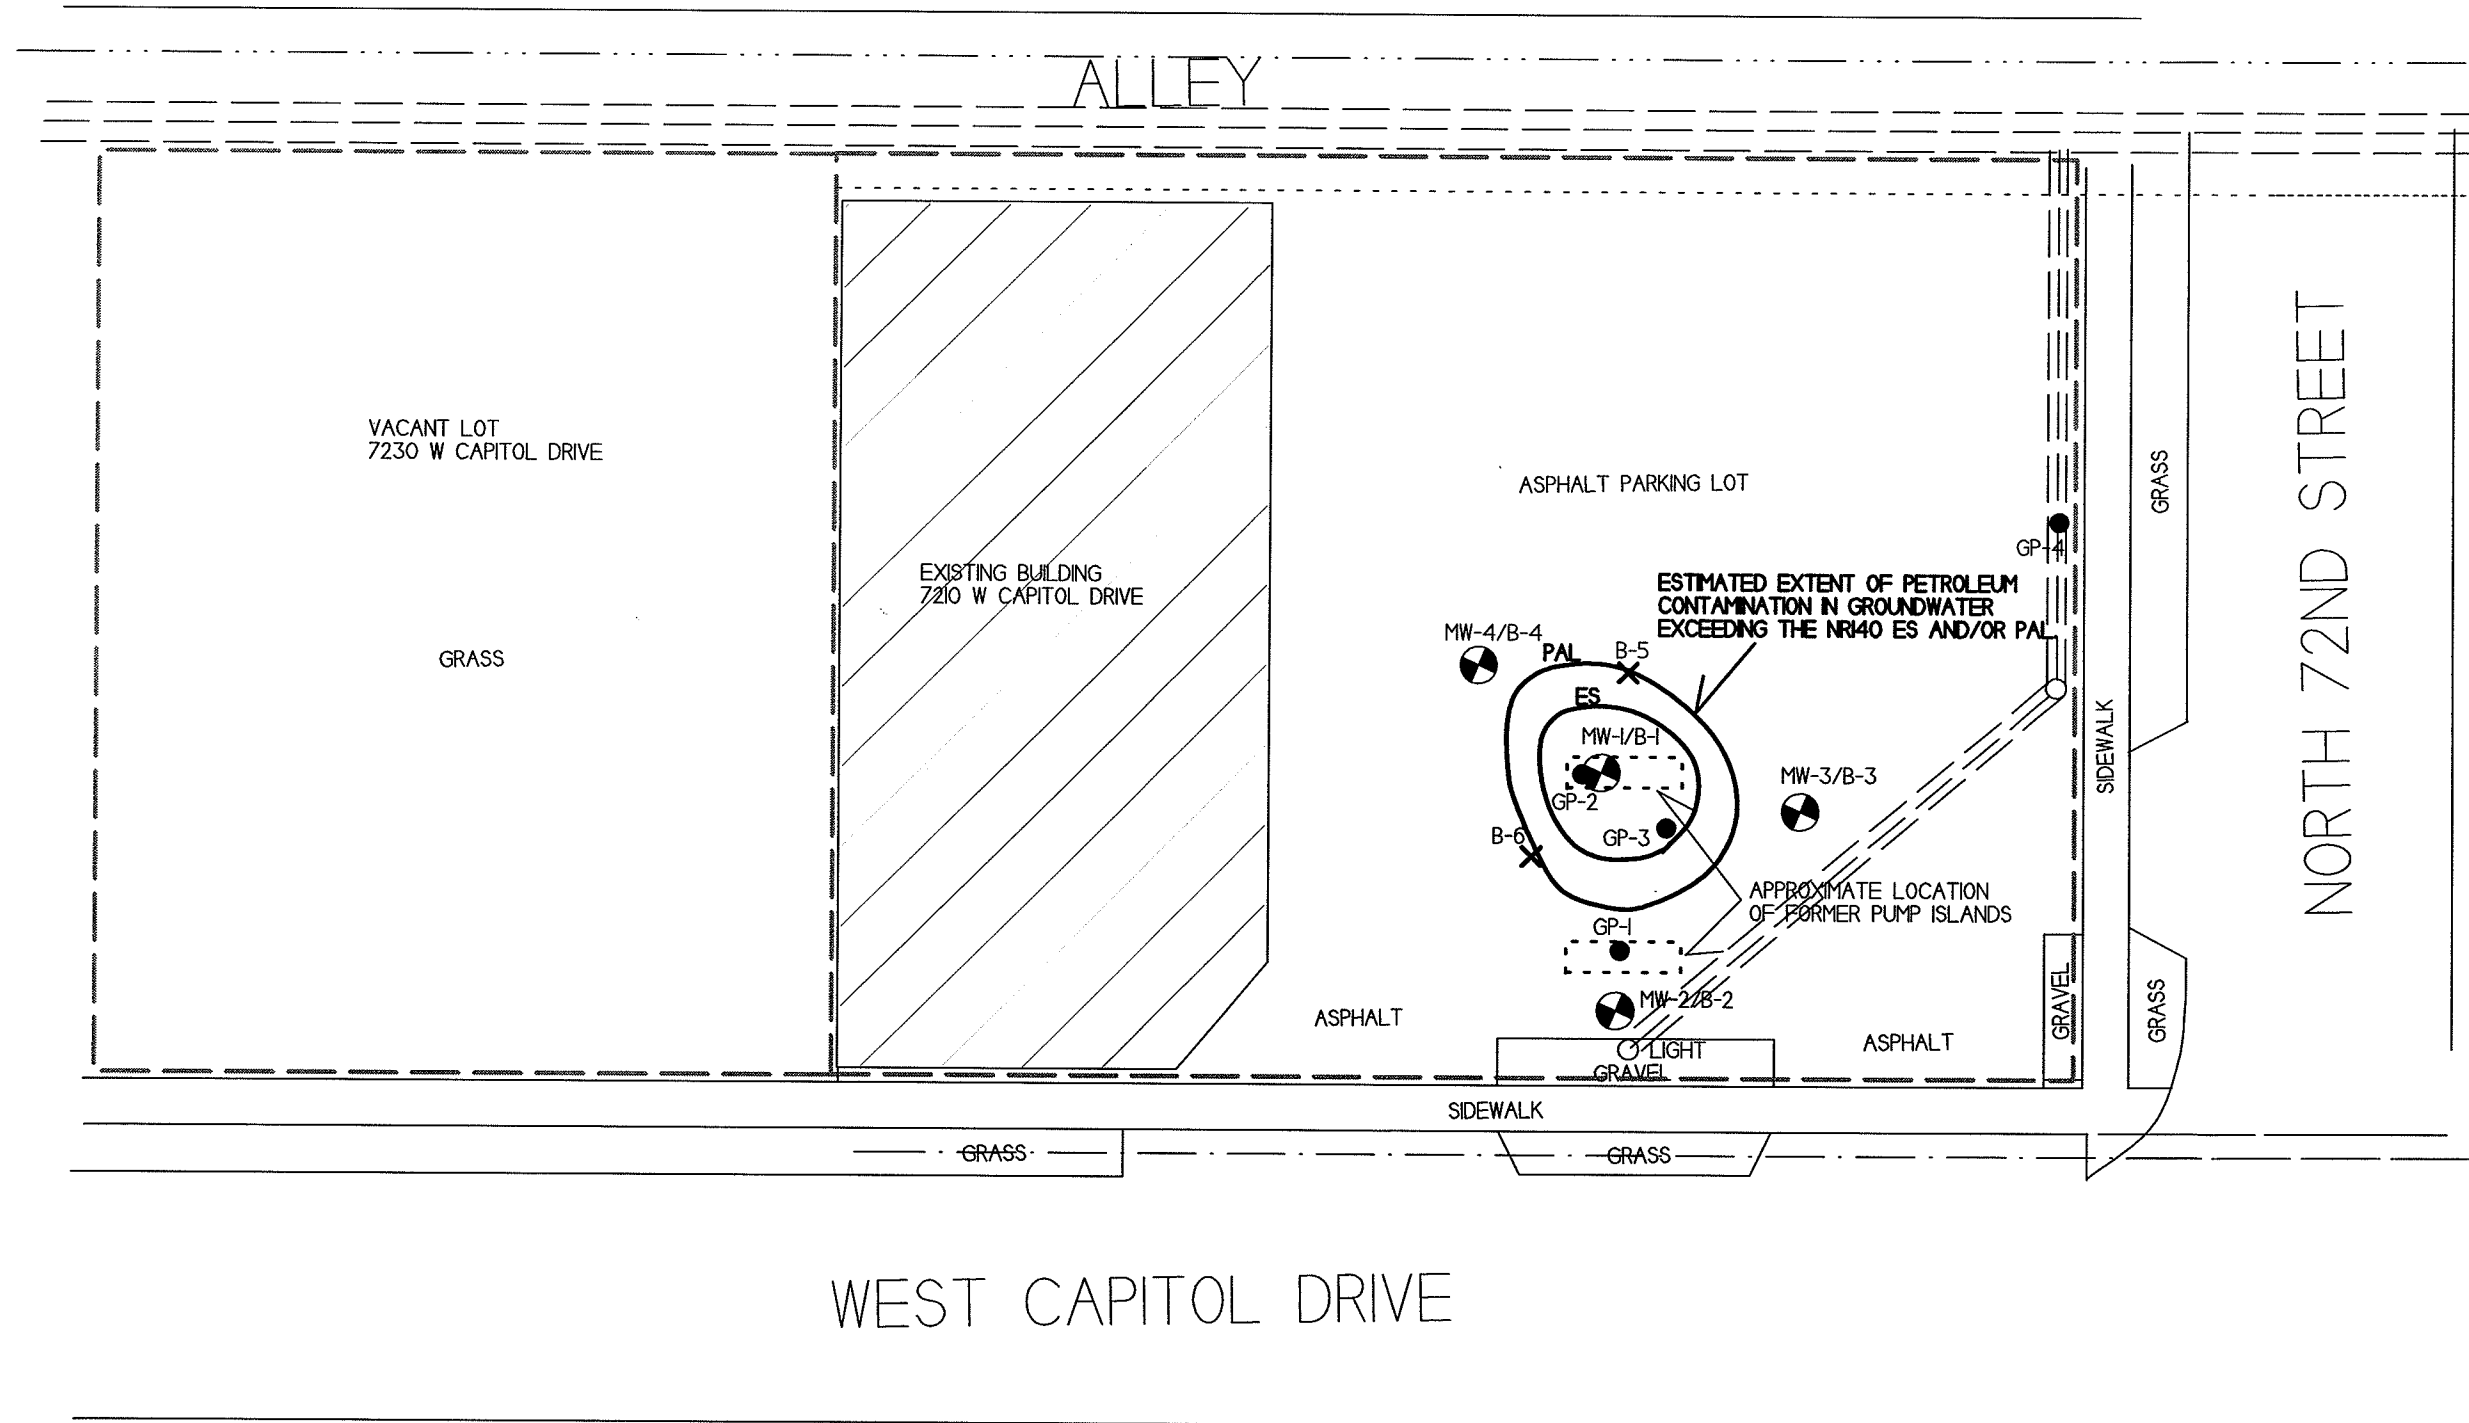 ALLEY
VACANT LOT
7230 W CAPITOL DRIVE
GRASS
EXISTING BUILDING
7210 W CAPITOL DRIVE
ASPHALT PARKING LOT
GP-4
ESTIMATED EXTENT OF PETROLEUM
CONTAMINATION IN GROUNDWATER
EXCEEDING THE NR140 ES AND/OR PAL
MW-4/B-4
PAL
B-5
ES
MW-1/B-1
GP-2
MW-3/B-3
B-6
GP-3
APPROXIMATE LOCATION
OF FORMER PUMP ISLANDS
GP-1
MW-2/B-2
ASPHALT
LIGHT
GRAVEL
ASPHALT
GRAVEL
SIDEWALK
GRASS
GRASS
NORTH 72ND STREET
SIDEWALK
GRASS
GRASS
WEST CAPITOL DRIVE